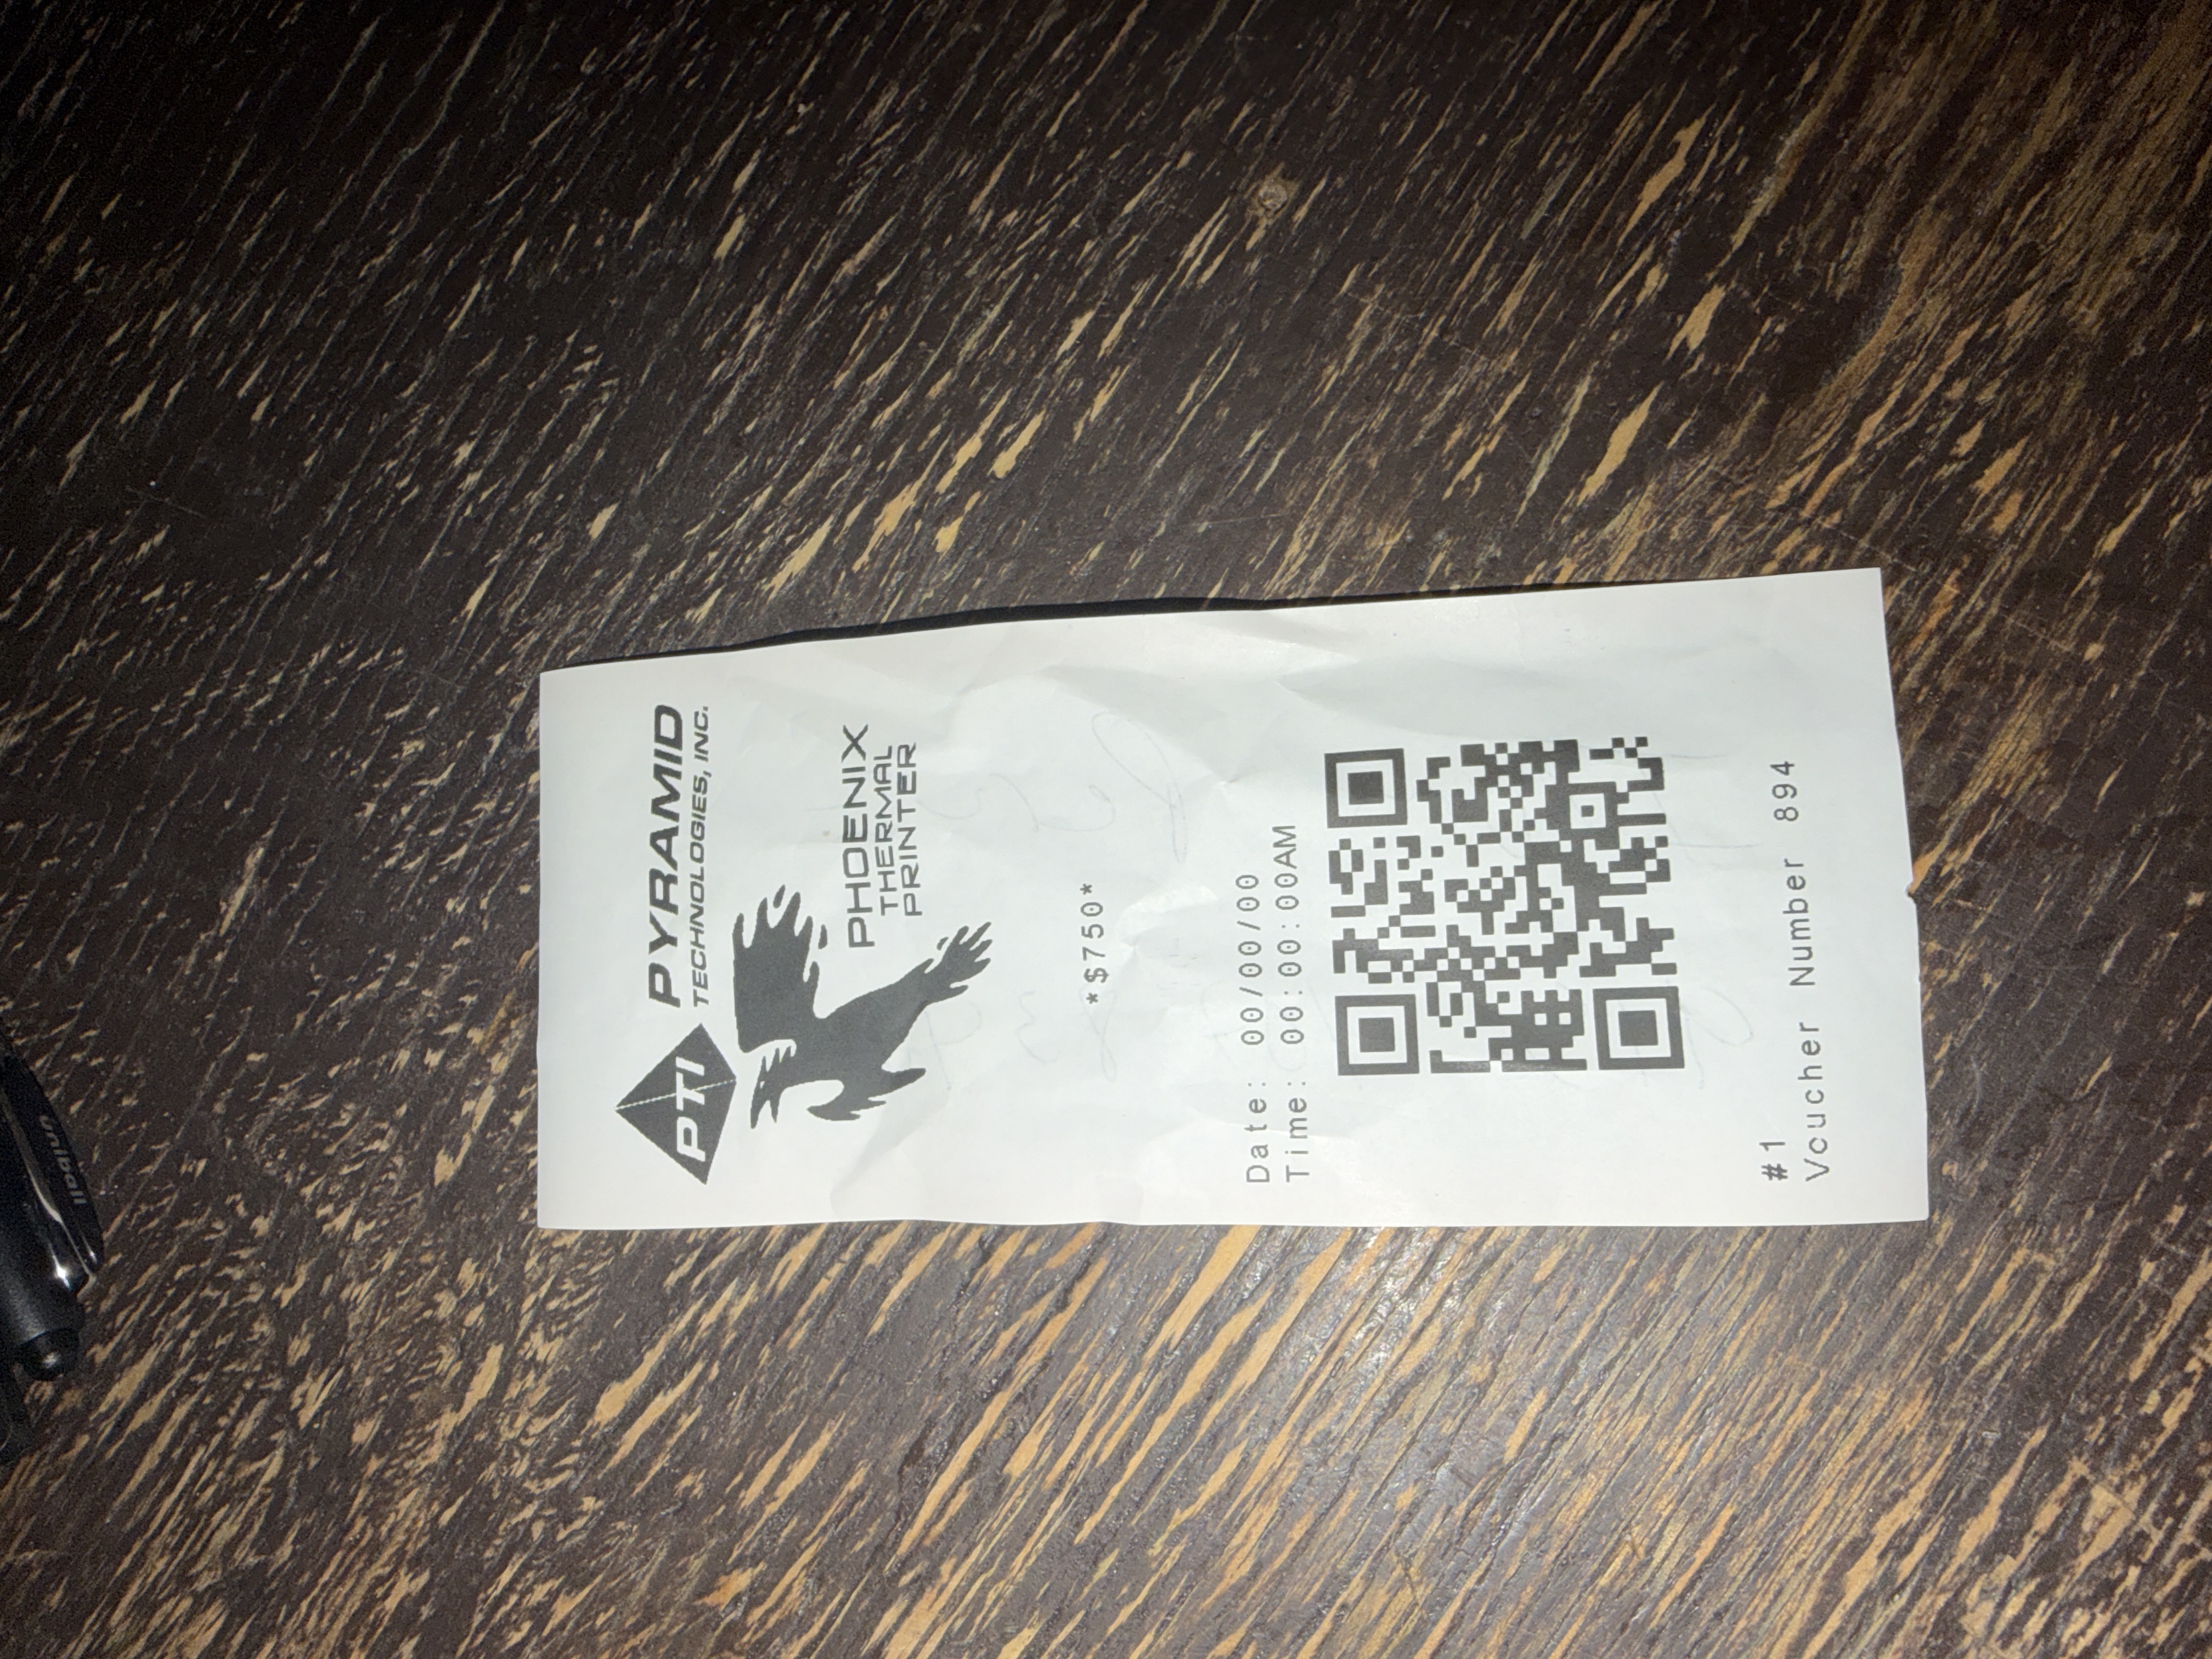 PTI
PYRAMID
TECHNOLOGIES, INC.
PHOENIX
THERMAL
PRINTER
*$750*
Date: 00/00/00
Time: 00:00:00AM
#1
Voucher Number 894
uniball